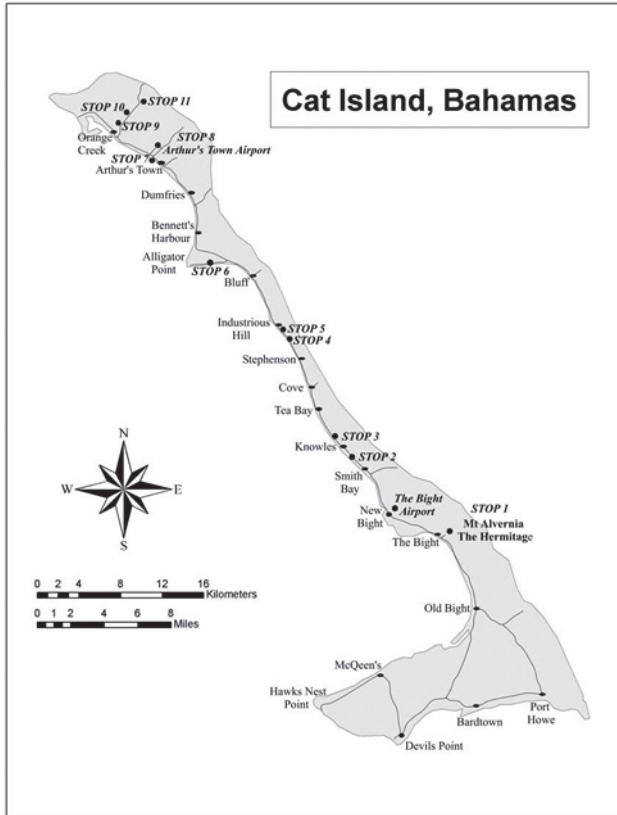 Cat Island, Bahamas
STOP 10
STOP 11
STOP 9
Orange
Creek
STOP 8
Arthur's Town Airport
STOP 7
Arthur's Town
Dumfries
Bennett's
Harbour
Alligator
Point
STOP 6
Bluff
Industrious
Hill
STOP 5
STOP 4
Stephenson
Cove
Tea Bay
STOP 3
Knowles
STOP 2
Smith
Bay
The Bight
Airport
New
Bight
STOP 1
Mt Alvernia
The Hermitage
The Bight
N
W E
S
0 2 4 8 12 16
Kilometers
0 1 2 4 6 8
Miles
Old Bight
McQeen's
Hawks Nest
Point
Devils Point
Bardtown
Port
Howe